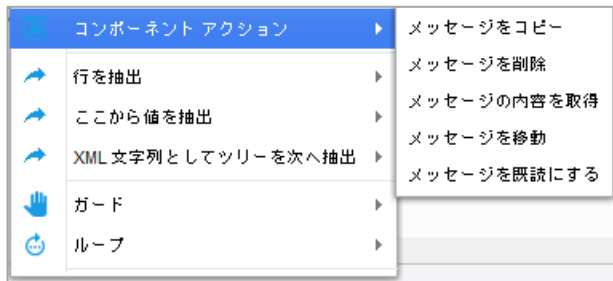 コンポーネント アクション
行を抽出
ここから値を抽出
XML 文字列としてツリーを次へ抽出
ガード
ループ
メッセージをコピー
メッセージを削除
メッセージの内容を取得
メッセージを移動
メッセージを既読にする